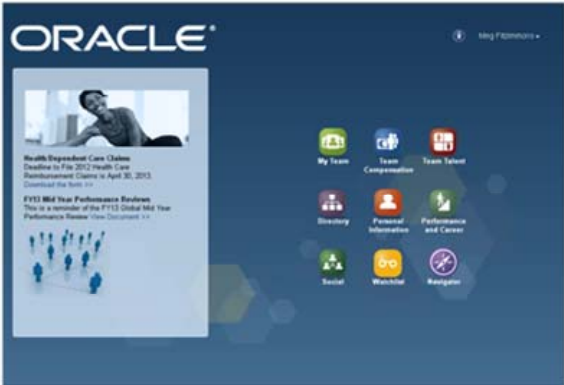 ORACLE®
Meg Fitzimmons
Health/Dependent Care Claims
Deadline to File 2012 Health Care
Reimbursement Claims is April 30, 2013.
Download the form >>
FY13 Mid Year Performance Reviews
This is a reminder of the FY13 Global Mid Year
Performance Review View Document >>
My Team
Team
Compensation
Team Talent
Directory
Personal
Information
Performance
and Career
Social
Watchlist
Navigator